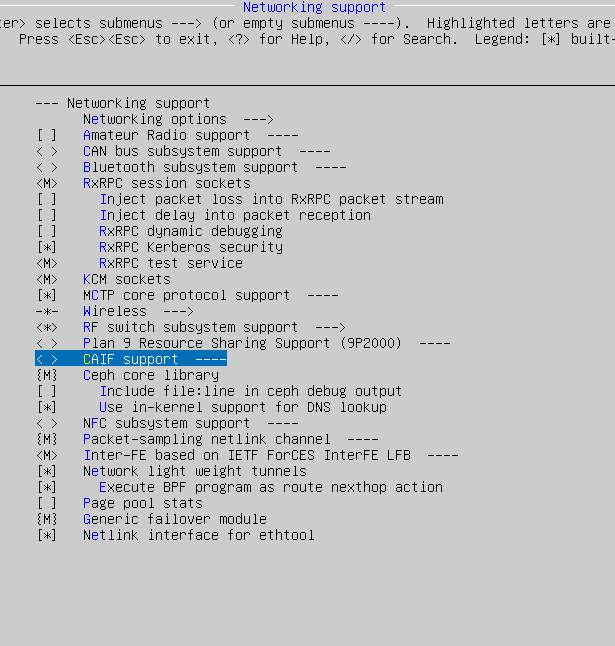 Networking support
ter> selects submenus ---> (or empty submenus ----).  Highlighted letters are
Press <Esc><Esc> to exit, <?> for Help, </> for Search.  Legend: [*] built-
--- Networking support
Networking options  --->
[ ]   Amateur Radio support  ----
< >   CAN bus subsystem support  ----
< >   Bluetooth subsystem support  ----
<M>   RxRPC session sockets
[ ]     Inject packet loss into RxRPC packet stream
[ ]     Inject delay into packet reception
[ ]     RxRPC dynamic debugging
[*]     RxRPC Kerberos security
<M>     RxRPC test service
<M>   KCM sockets
[*]   MCTP core protocol support  ----
-*-   Wireless  --->
<*>   RF switch subsystem support  --->
< >   Plan 9 Resource Sharing Support (9P2000)  ----
< >   CAIF support  ----
{M}   Ceph core library
[ ]     Include file:line in ceph debug output
[*]     Use in-kernel support for DNS lookup
< >   NFC subsystem support  ----
{M}   Packet-sampling netlink channel  ----
<M>   Inter-FE based on IETF ForCES InterFE LFB  ----
[*]   Network light weight tunnels
[*]     Execute BPF program as route nexthop action
[ ]   Page pool stats
{M}   Generic failover module
[*]   Netlink interface for ethtool